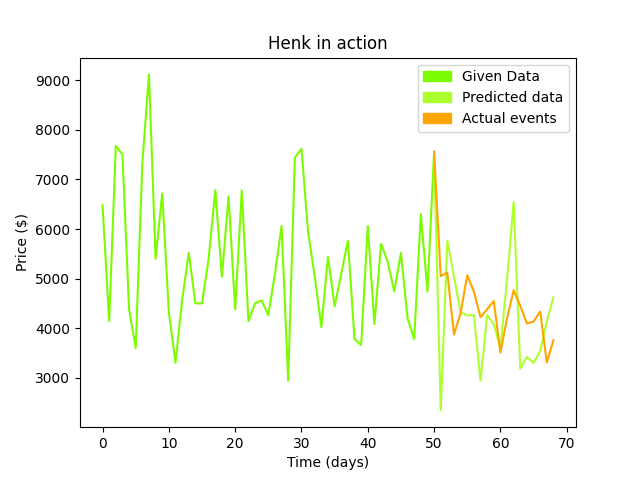 Henk in action
Given Data
Predicted data
Actual events
9000
8000
7000
6000
5000
4000
3000
Price ($)
0 10 20 30 40 50 60 70
Time (days)